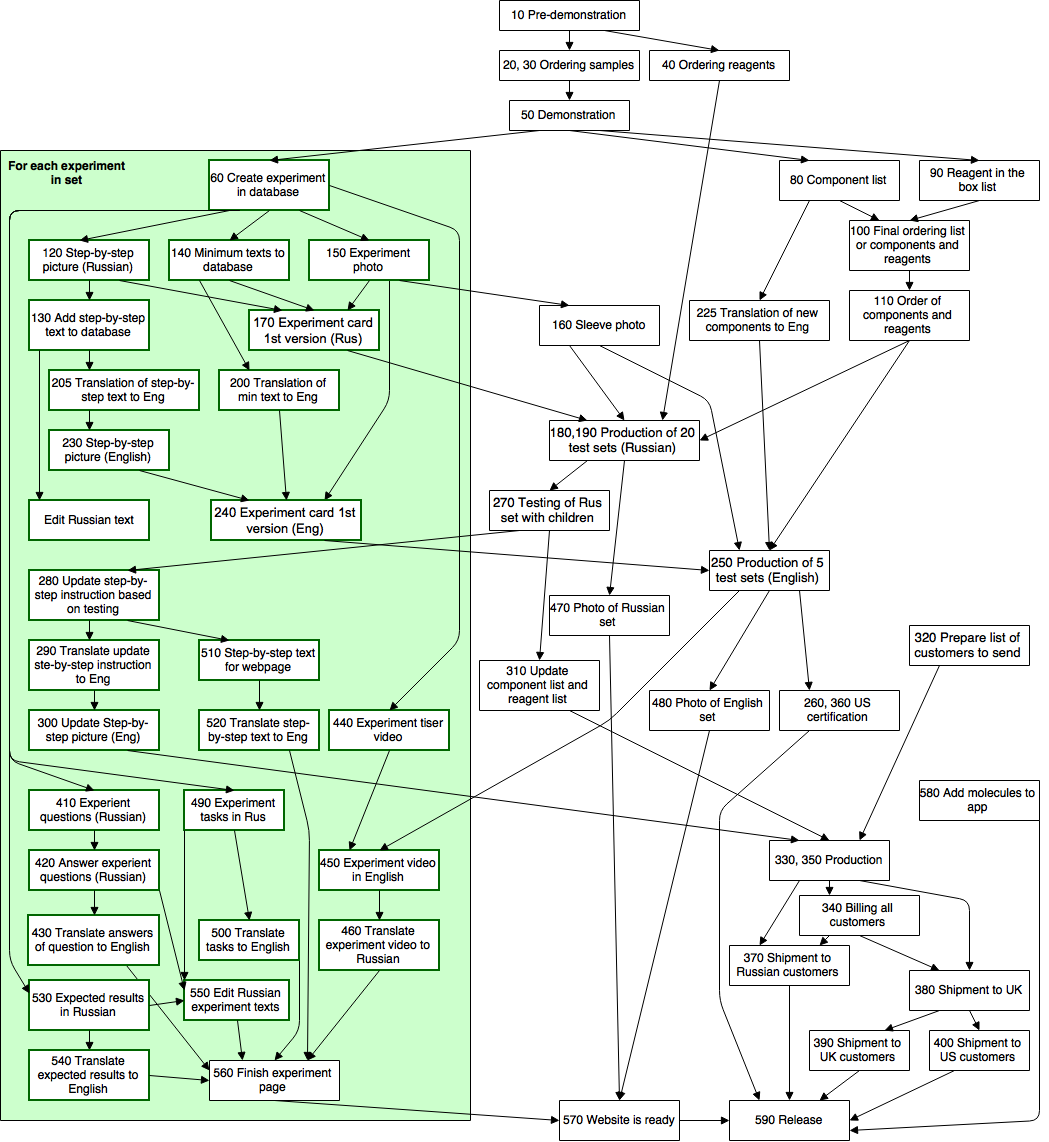 10 Pre-demonstration
20, 30 Ordering samples
40 Ordering reagents
50 Demonstration
For each experiment
in set
60 Create experiment
in database
80 Component list
90 Reagent in the
box list
100 Final ordering list
or components and
reagents
120 Step-by-step
picture (Russian)
140 Minimum texts to
database
150 Experiment
photo
110 Order of
components and
reagents
130 Add step-by-step
text to database
170 Experiment card
1st version (Rus)
160 Sleeve photo
225 Translation of new
components to Eng
205 Translation of step-by-
step text to Eng
200 Translation of
min text to Eng
230 Step-by-step
picture (English)
180,190 Production of 20
test sets (Russian)
Edit Russian text
240 Experiment card 1st
version (Eng)
270 Testing of Rus
set with children
250 Production of 5
test sets (English)
280 Update step-by-
step instruction based
on testing
470 Photo of Russian
set
290 Translate update
ste-by-step instruction
to Eng
510 Step-by-step text
for webpage
320 Prepare list of
customers to send
310 Update
component list and
reagent list
300 Update Step-by-
step picture (Eng)
520 Translate step-
by-step text to Eng
440 Experiment tiser
video
480 Photo of English
set
260, 360 US
certification
410 Experient
questions (Russian)
490 Experiment
tasks in Rus
580 Add molecules to
app
420 Answer experient
questions (Russian)
450 Experiment video
in English
330, 350 Production
430 Translate answers
of question to English
500 Translate
tasks to English
460 Translate
experiment video to
Russian
340 Billing all
customers
370 Shipment to
Russian customers
380 Shipment to UK
530 Expected results
in Russian
550 Edit Russian
experiment texts
390 Shipment to
UK customers
400 Shipment to
US customers
540 Translate
expected results to
English
560 Finish experiment
page
570 Website is ready
590 Release